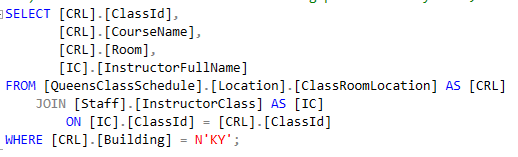 SELECT [CRL].[ClassId],
[CRL].[CourseName],
[CRL].[Room],
[IC].[InstructorFullName]
FROM [QueensClassSchedule].[Location].[ClassRoomLocation] AS [CRL]
JOIN [Staff].[InstructorClass] AS [IC]
ON [IC].[ClassId] = [CRL].[ClassId]
WHERE [CRL].[Building] = N'KY';